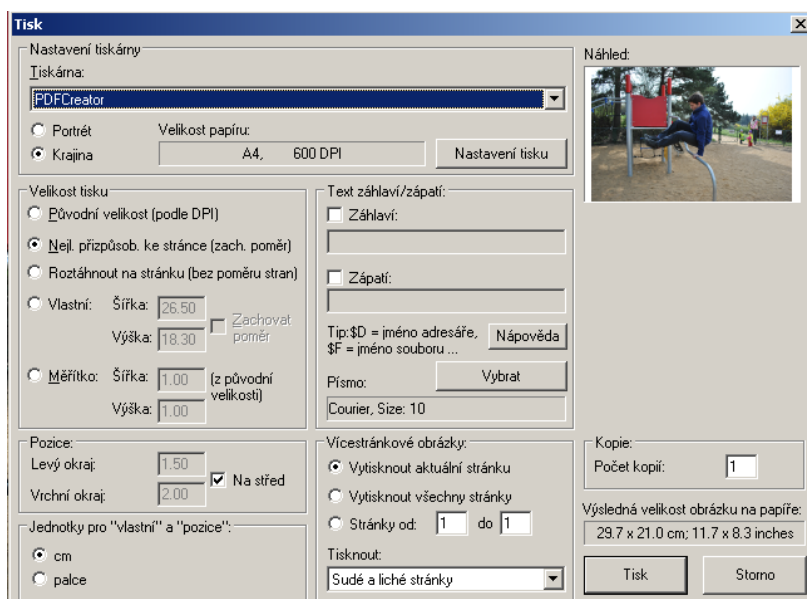 Tisk
Nastavení tiskárny
Tiskárna:
PDFCreator
Portrét
Krajina
Velikost papíru:
A4, 600 DPI
Nastavení tisku
Náhled:
Velikost tisku
Původní velikost (podle DPI)
Nejl. přizpůsob. ke stránce (zach. poměr)
Roztáhnout na stránku (bez poměru stran)
Vlastní: Šířka: 26.50
Výška: 18.30
Zachovat
poměr
Měřítko: Šířka: 1.00
Výška: 1.00
(z původní
velikosti)
Text záhlaví/zápatí:
Záhlaví:
Zápatí:
Tip:$D = jméno adresáře,
$F = jméno souboru ...
Nápověda
Písmo:
Vybrat
Courier, Size: 10
Pozice:
Levý okraj: 1.50
Vrchní okraj: 2.00
Na střed
Jednotky pro "vlastní" a "pozice":
cm
palce
Vícestránkové obrázky:
Vytisknout aktuální stránku
Vytisknout všechny stránky
Stránky od: 1 do 1
Tisknout:
Sudé a liché stránky
Kopie:
Počet kopií: 1
Výsledná velikost obrázku na papíře:
29.7 x 21.0 cm; 11.7 x 8.3 inches
Tisk
Storno